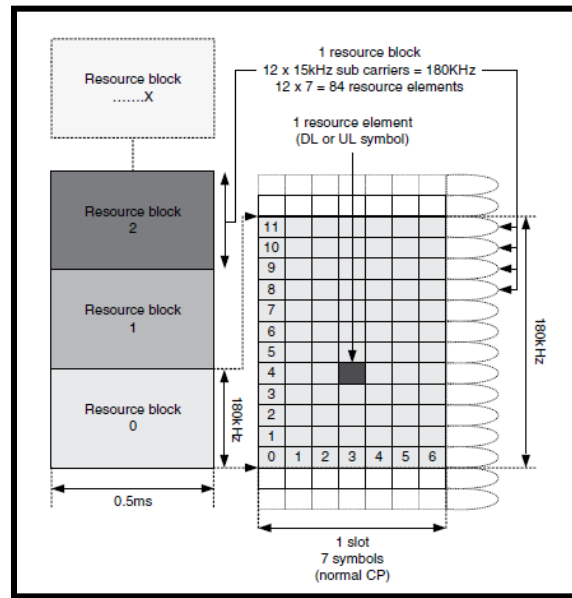 1 resource block
12 x 15kHz sub carriers = 180KHz
12 x 7 = 84 resource elements
Resource block
.......X
1 resource element
(DL or UL symbol)
Resource block
2
Resource block
1
Resource block
0
180kHz
0.5ms
11
10
9
8
7
6
5
4
3
2
1
0 1 2 3 4 5 6
180kHz
1 slot
7 symbols
(normal CP)